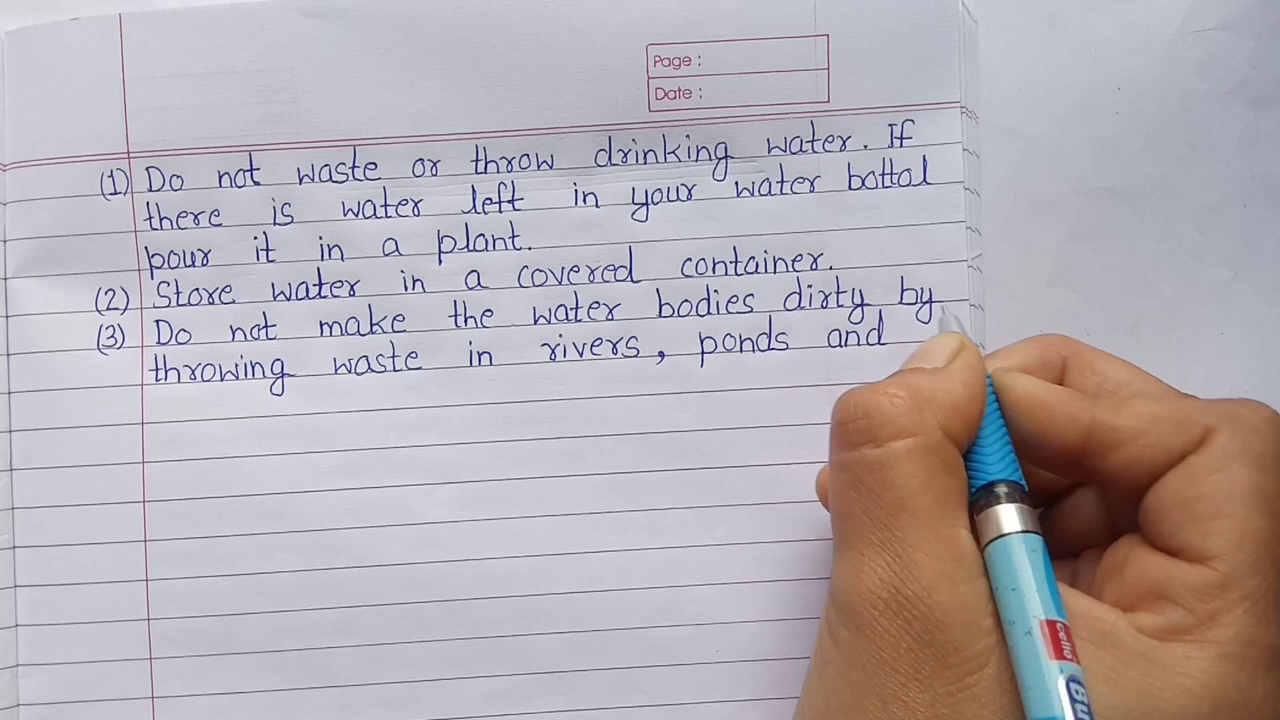 Page :
Date :
(1) Do not waste or throw drinking water. If
there is water left in your water bottol
pour it in a plant.
(2) Store water in a covered container.
(3) Do not make the water bodies dirty by
throwing waste in rivers, ponds and
cello
Bu